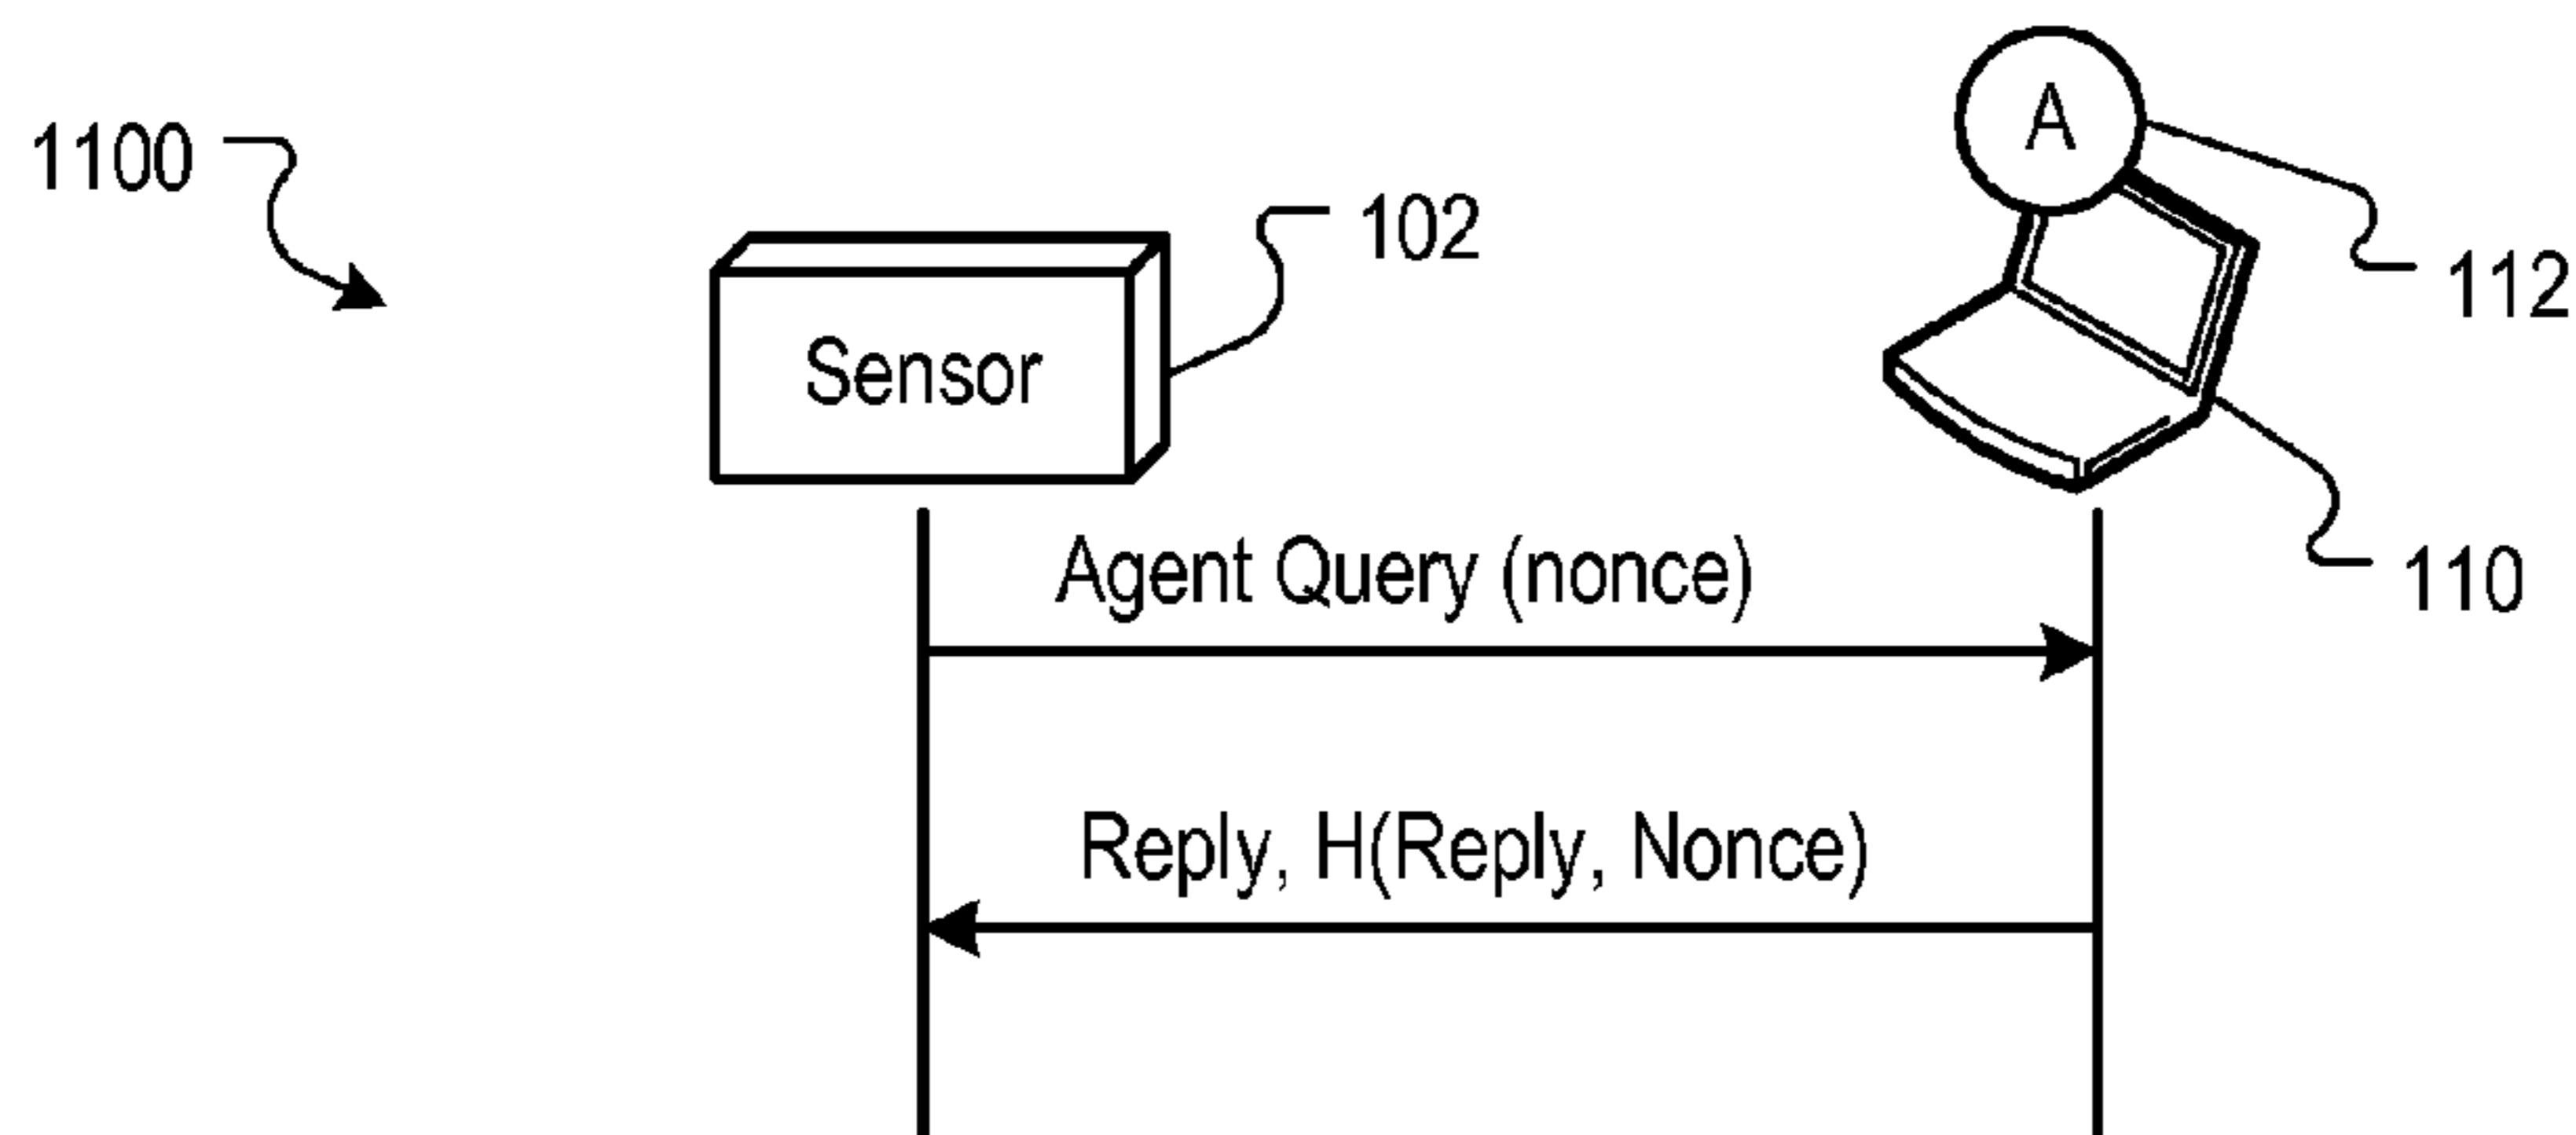 1100
A
102
112
Sensor
110
Agent Query (nonce)
Reply, H(Reply, Nonce)